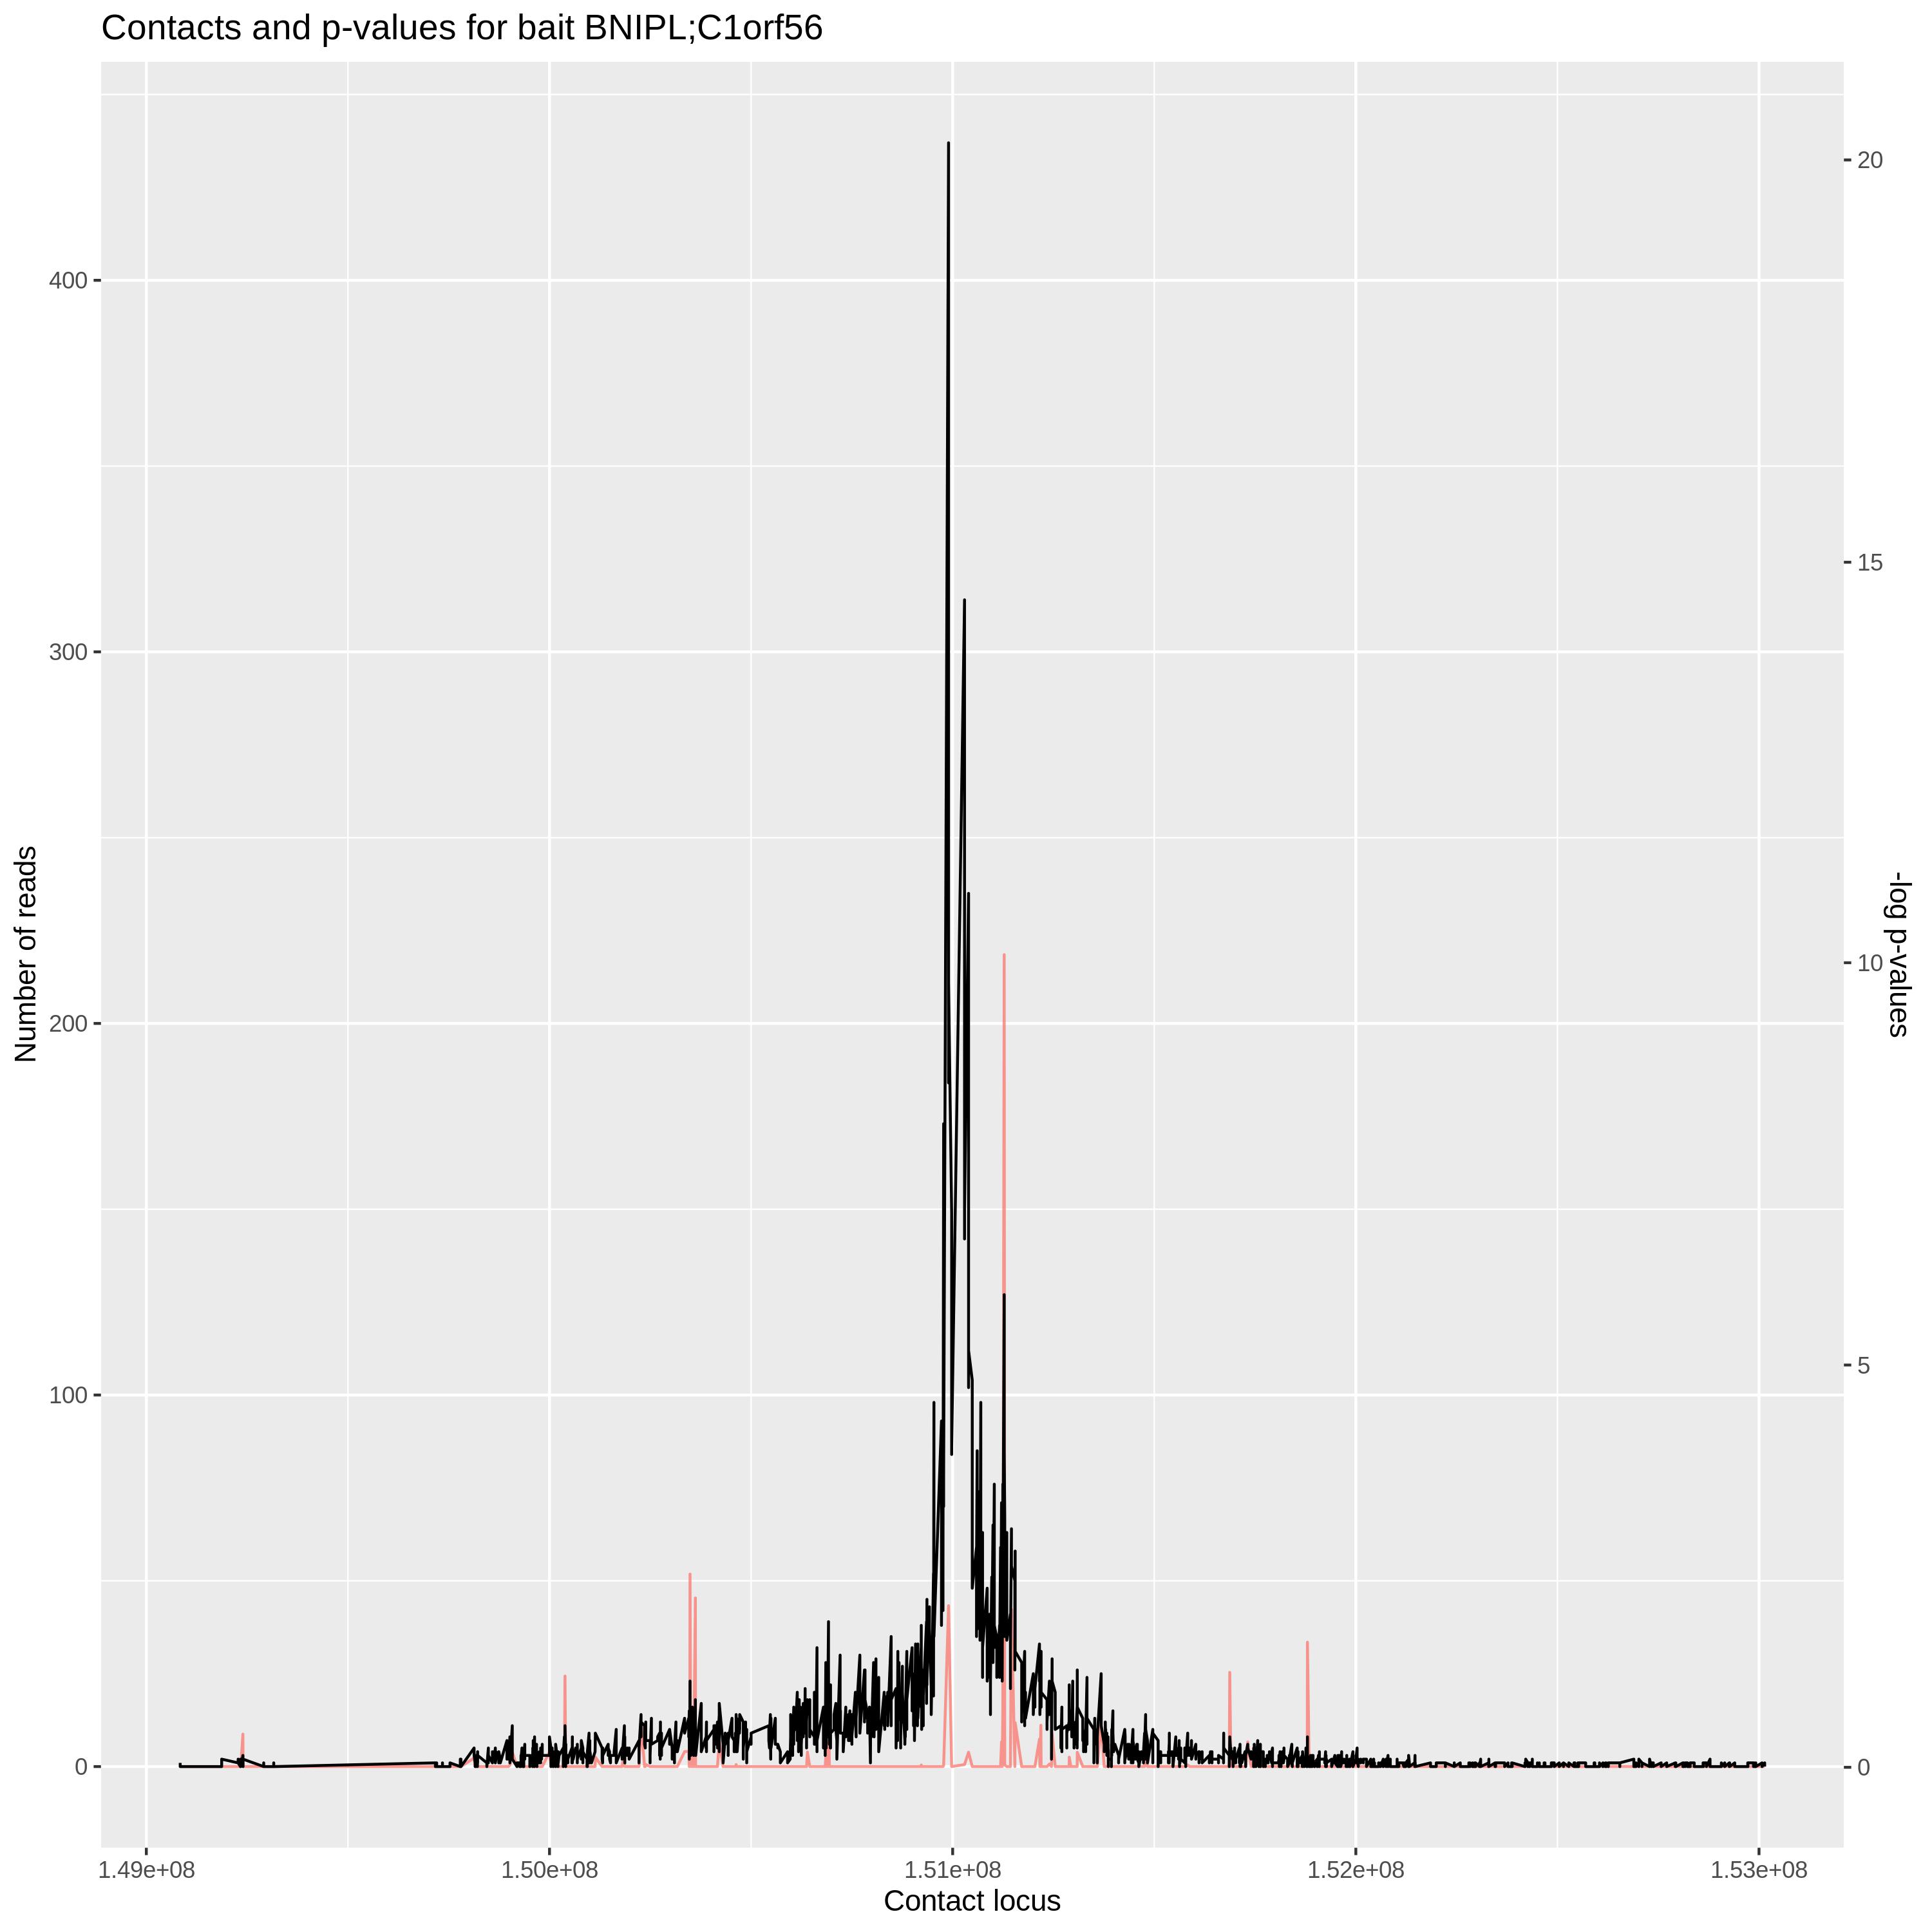 Contacts and p-values for bait BNIPL;C1orf56
Number of reads
400
300
200
100
0
20
15
10
5
0
-log p-values
1.49e+08
1.50e+08
1.51e+08
1.52e+08
1.53e+08
Contact locus